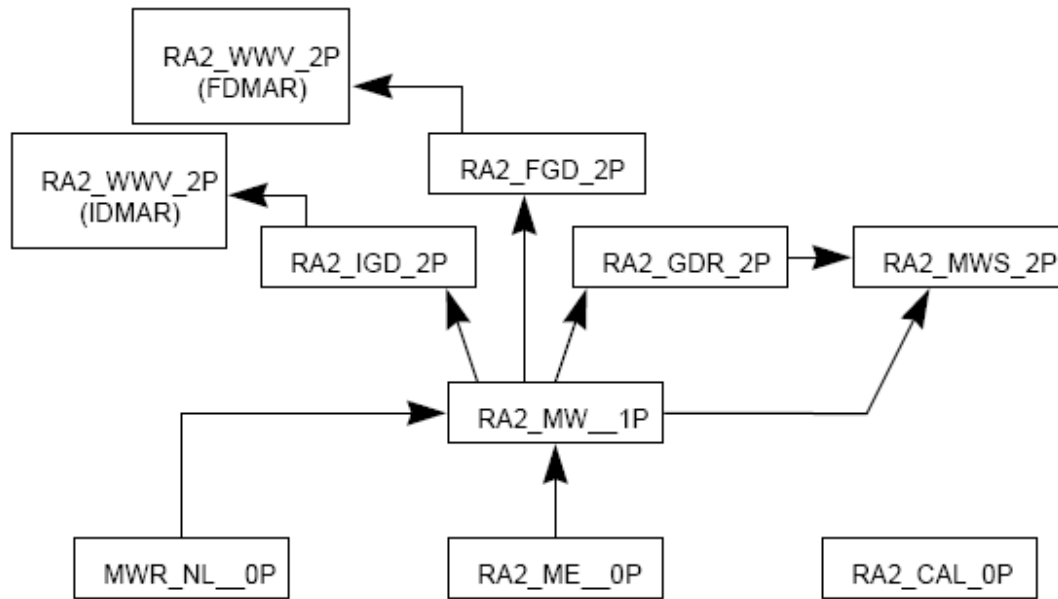 RA2_WWV_2P
(FDMAR)
RA2_FGD_2P
RA2_WWV_2P
(IDMAR)
RA2_IGD_2P
RA2_GDR_2P
RA2_MWS_2P
RA2_MW__1P
MWR_NL__0P
RA2_ME__0P
RA2_CAL_0P